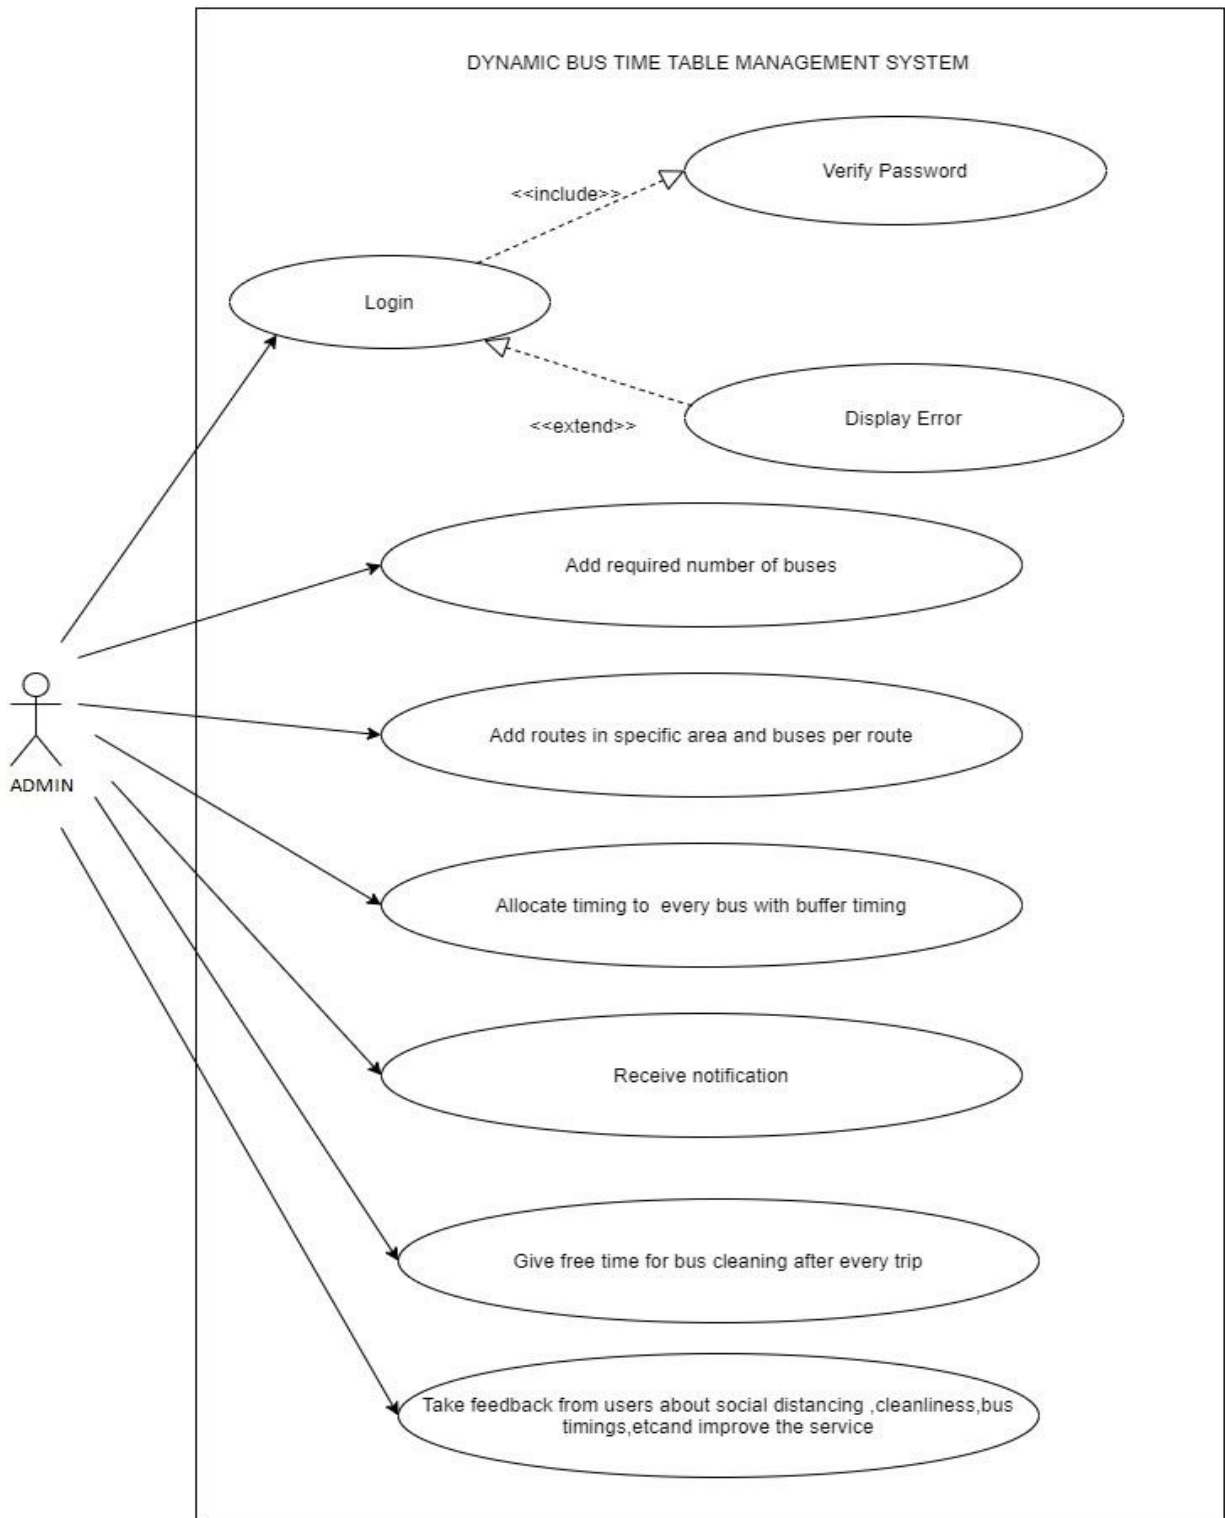 DYNAMIC BUS TIME TABLE MANAGEMENT SYSTEM
Verify Password
<<include>>
Login
Display Error
<<extend>>
Add required number of buses
Add routes in specific area and buses per route
ADMIN
Allocate timing to  every bus with buffer timing
Receive notification
Give free time for bus cleaning after every trip
Take feedback from users about social distancing ,cleanliness,bus
timings,etcand improve the service